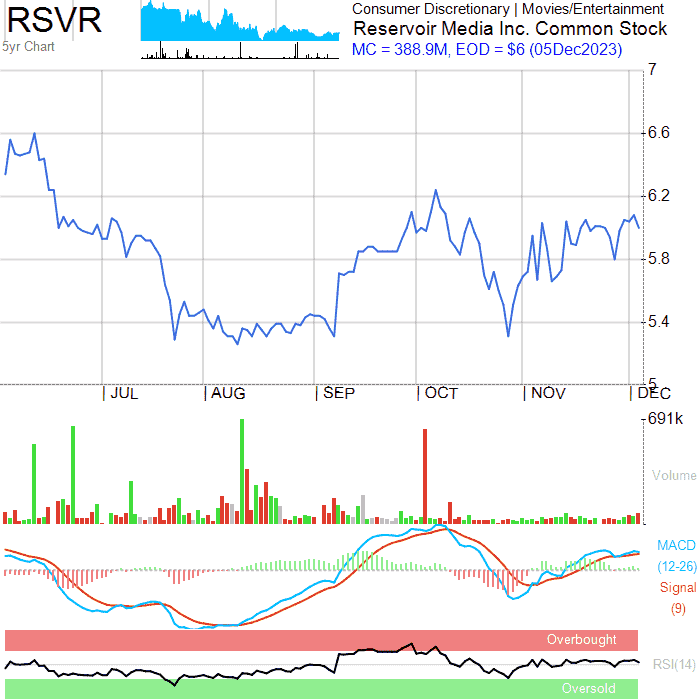 RSVR
5yr Chart
Consumer Discretionary | Movies/Entertainment
Reservoir Media Inc. Common Stock
MC = 388.9M, EOD = $6 (05Dec2023)
7
6.6
6.2
5.8
5.4
5
JUL AUG SEP OCT NOV DEC
691k
Volume
MACD
(12-26)
Signal
(9)
Overbought
RSI(14)
Oversold